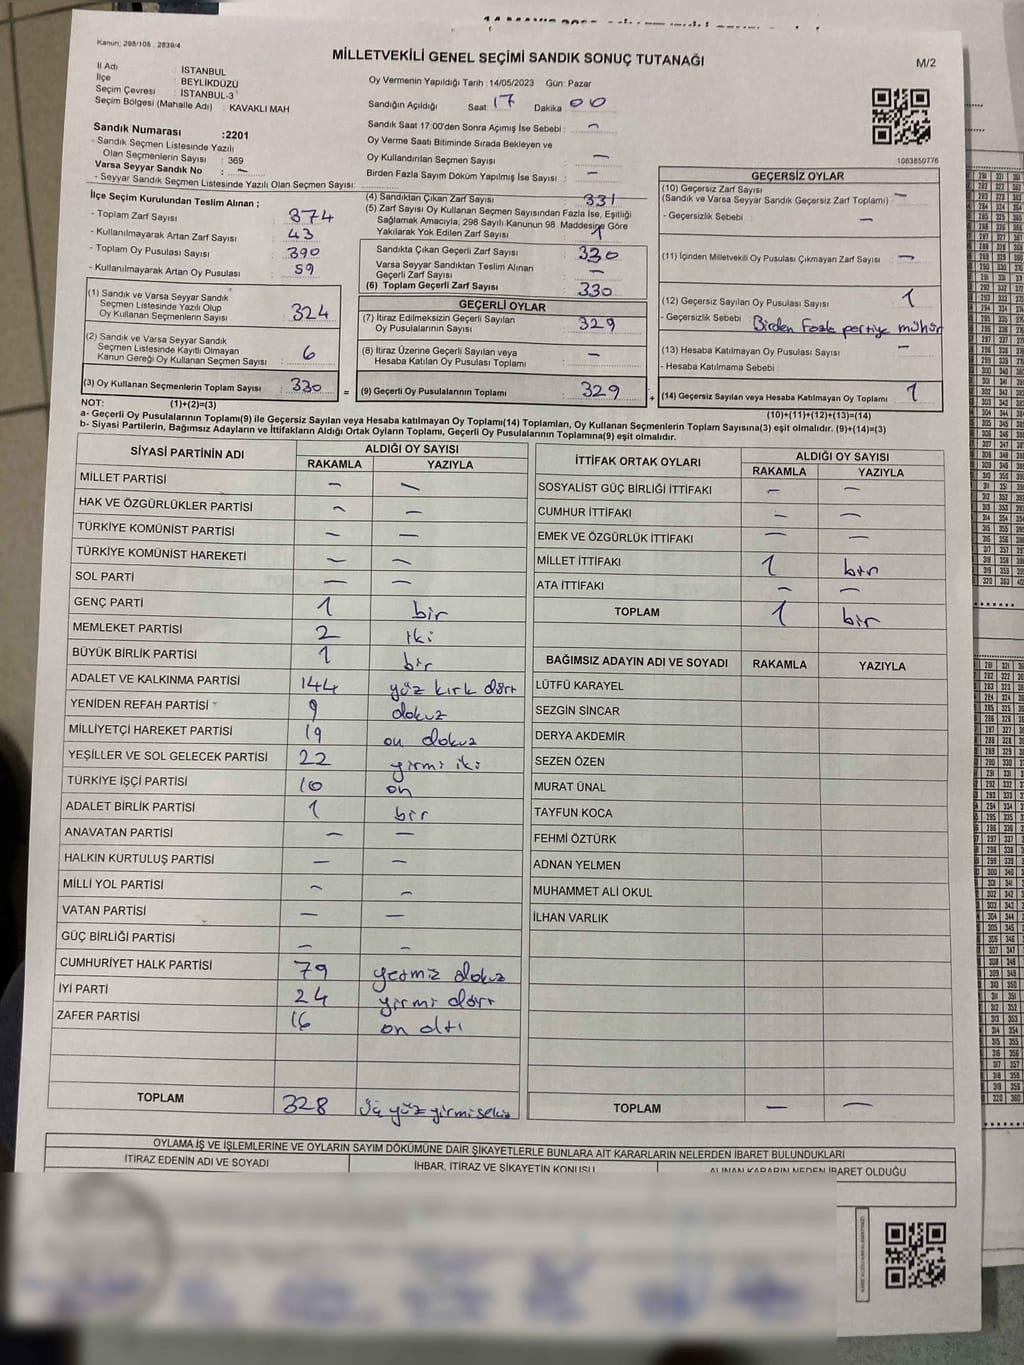 Kanun: 298/105 , 2839/4
MİLLETVEKİLİ GENEL SEÇİMİ SANDIK SONUÇ TUTANAĞI
M/2
İl Adı : İSTANBUL
İlçe : BEYLİKDÜZÜ
Seçim Çevresi : İSTANBUL-3
Seçim Bölgesi (Mahalle Adı) : KAVAKLI MAH
Oy Vermenin Yapıldığı Tarih : 14/05/2023 Gün: Pazar
Sandığın Açıldığı Saat: 17 Dakika 00
Sandık Saat 17:00'den Sonra Açımış İse Sebebi : -
Oy Verme Saati Bitiminde Sırada Bekleyen ve
Oy Kullandırılan Seçmen Sayısı : -
Birden Fazla Sayım Döküm Yapılmış İse Sayısı : -
1083850776
Sandık Numarası :2201
- Sandık Seçmen Listesinde Yazılı
Olan Seçmenlerin Sayısı : 369
Varsa Seyyar Sandık No : -
- Seyyar Sandık Seçmen Listesinde Yazılı Olan Seçmen Sayısı:
İlçe Seçim Kurulundan Teslim Alınan ;
- Toplam Zarf Sayısı : 374
- Kullanılmayarak Artan Zarf Sayısı : 43
- Toplam Oy Pusulası Sayısı : 390
- Kullanılmayarak Artan Oy Pusulası : 59
(1) Sandık ve Varsa Seyyar Sandık
Seçmen Listesinde Yazılı Olup
Oy Kullanan Seçmenlerin Sayısı : 324
(2) Sandık ve Varsa Seyyar Sandık
Seçmen Listesinde Kayıtlı Olmayan
Kanun Gereği Oy Kullanan Seçmen Sayısı : 6
(3) Oy Kullanan Seçmenlerin Toplam Sayısı : 330
(4) Sandıktan Çıkan Zarf Sayısı : 331
(5) Zarf Sayısı Oy Kullanan Seçmen Sayısından Fazla İse, Eşitliği
Sağlamak Amacıyla; 298 Sayılı Kanunun 98 Maddesine Göre
Yakılarak Yok Edilen Zarf Sayısı : 1
Sandıkta Çıkan Geçerli Zarf Sayısı : 330
Varsa Seyyar Sandıktan Teslim Alınan
Geçerli Zarf Sayısı : -
(6) Toplam Geçerli Zarf Sayısı : 330
GEÇERLİ OYLAR
(7) İtiraz Edilmeksizin Geçerli Sayılan
Oy Pusulalarının Sayısı : 329
(8) İtiraz Üzerine Geçerli Sayılan veya
Hesaba Katılan Oy Pusulası Toplamı : -
= (9) Geçerli Oy Pusulalarının Toplamı : 329
GEÇERSİZ OYLAR
(10) Geçersiz Zarf Sayısı
(Sandık ve Varsa Seyyar Sandık Geçersiz Zarf Toplamı) : -
- Geçersizlik Sebebi : -
(11) İçinden Milletvekili Oy Pusulası Çıkmayan Zarf Sayısı : -
(12) Geçersiz Sayılan Oy Pusulası Sayısı : 1
- Geçersizlik Sebebi : Birden Fazla partiye mühür
(13) Hesaba Katılmayan Oy Pusulası Sayısı : -
- Hesaba Katılmama Sebebi :
+ (14) Geçersiz Sayılan veya Hesaba Katılmayan Oy Toplamı : 1
NOT: (1)+(2)=(3)
(10)+(11)+(12)+(13)=(14)
a- Geçerli Oy Pusulalarının Toplamı(9) ile Geçersiz Sayılan veya Hesaba Katılmayan Oy Toplamı(14) Toplamları, Oy Kullanan Seçmenlerin Toplam Sayısına(3) eşit olmalıdır. (9)+(14)=(3)
b- Siyasi Partilerin, Bağımsız Adayların ve İttifakların Aldığı Ortak Oyların Toplamı, Geçerli Oy Pusulalarının Toplamına(9) eşit olmalıdır.
SİYASİ PARTİNİN ADI ALDIĞI OY SAYISI
RAKAMLA YAZIYLA
MİLLET PARTİSİ - -
HAK VE ÖZGÜRLÜKLER PARTİSİ - -
TÜRKİYE KOMÜNİST PARTİSİ - -
TÜRKİYE KOMÜNİST HAREKETİ - -
SOL PARTİ - -
GENÇ PARTİ 1 bir
MEMLEKET PARTİSİ 2 iki
BÜYÜK BİRLİK PARTİSİ 1 bir
ADALET VE KALKINMA PARTİSİ 144 yüz kırk dört
YENİDEN REFAH PARTİSİ 9 dokuz
MİLLİYETÇİ HAREKET PARTİSİ 19 on dokuz
YEŞİLLER VE SOL GELECEK PARTİSİ 22 yirmi iki
TÜRKİYE İŞÇİ PARTİSİ 10 on
ADALET BİRLİK PARTİSİ 1 bir
ANAVATAN PARTİSİ - -
HALKIN KURTULUŞ PARTİSİ - -
MİLLİ YOL PARTİSİ - -
VATAN PARTİSİ - -
GÜÇ BİRLİĞİ PARTİSİ - -
CUMHURİYET HALK PARTİSİ 79 yetmiz dokuz
İYİ PARTİ 24 yirmi dört
ZAFER PARTİSİ 16 on altı
TOPLAM 328 Üç yüz yirmi sekiz
İTTİFAK ORTAK OYLARI ALDIĞI OY SAYISI
RAKAMLA YAZIYLA
SOSYALİST GÜÇ BİRLİĞİ İTTİFAKI - -
CUMHUR İTTİFAKI - -
EMEK VE ÖZGÜRLÜK İTTİFAKI - -
MİLLET İTTİFAKI 1 bir
ATA İTTİFAKI - -
TOPLAM 1 bir
BAĞIMSIZ ADAYIN ADI VE SOYADI RAKAMLA YAZIYLA
LÜTFÜ KARAYEL
SEZGİN SİNCAR
DERYA AKDEMİR
SEZEN ÖZEN
MURAT ÜNAL
TAYFUN KOCA
FEHMİ ÖZTÜRK
ADNAN YELMEN
MUHAMMET ALİ OKUL
İLHAN VARLIK
TOPLAM - -
OYLAMA İŞ VE İŞLEMLERİNE VE OYLARIN SAYIM DÖKÜMÜNE DAİR ŞİKAYETLERLE BUNLARA AİT KARARLARIN NELERDEN İBARET BULUNDUKLARI
İTİRAZ EDENİN ADI VE SOYADI İHBAR, İTİRAZ VE ŞİKAYETİN KONUSU ALINAN KARARIN NEDEN İBARET OLDUĞU